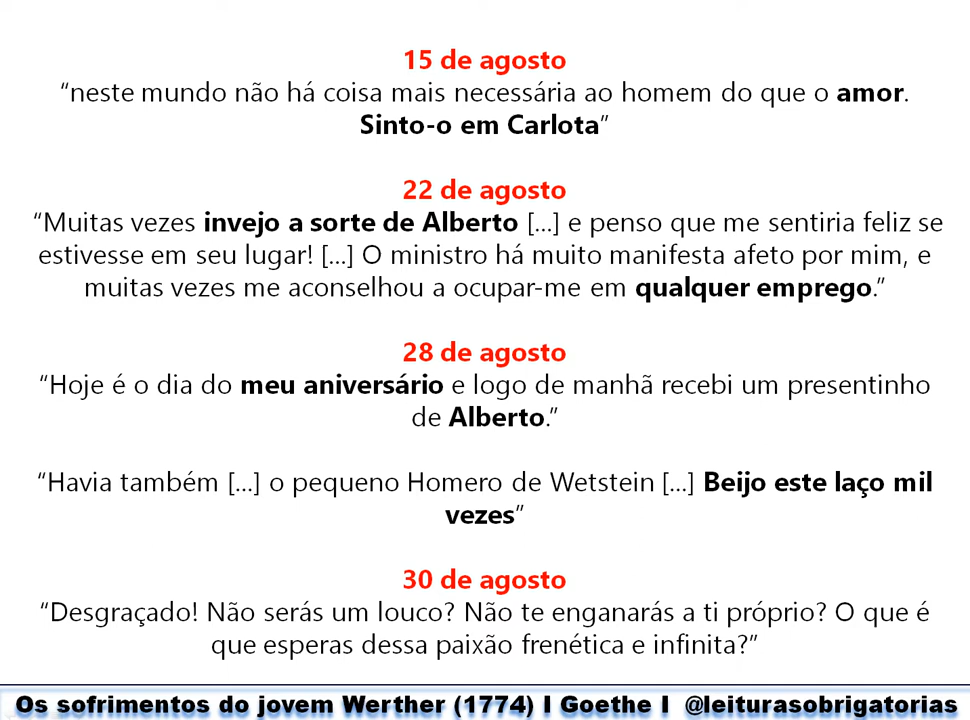 15 de agosto
“neste mundo não há coisa mais necessária ao homem do que o amor.
Sinto-o em Carlota”
22 de agosto
“Muitas vezes invejo a sorte de Alberto [...] e penso que me sentiria feliz se
estivesse em seu lugar! [...] O ministro há muito manifesta afeto por mim, e
muitas vezes me aconselhou a ocupar-me em qualquer emprego.”
28 de agosto
“Hoje é o dia do meu aniversário e logo de manhã recebi um presentinho
de Alberto.”
“Havia também [...] o pequeno Homero de Wetstein [...] Beijo este laço mil
vezes”
30 de agosto
“Desgraçado! Não serás um louco? Não te enganarás a ti próprio? O que é
que esperas dessa paixão frenética e infinita?”
Os sofrimentos do jovem Werther (1774) I Goethe I @leiturasobrigatorias